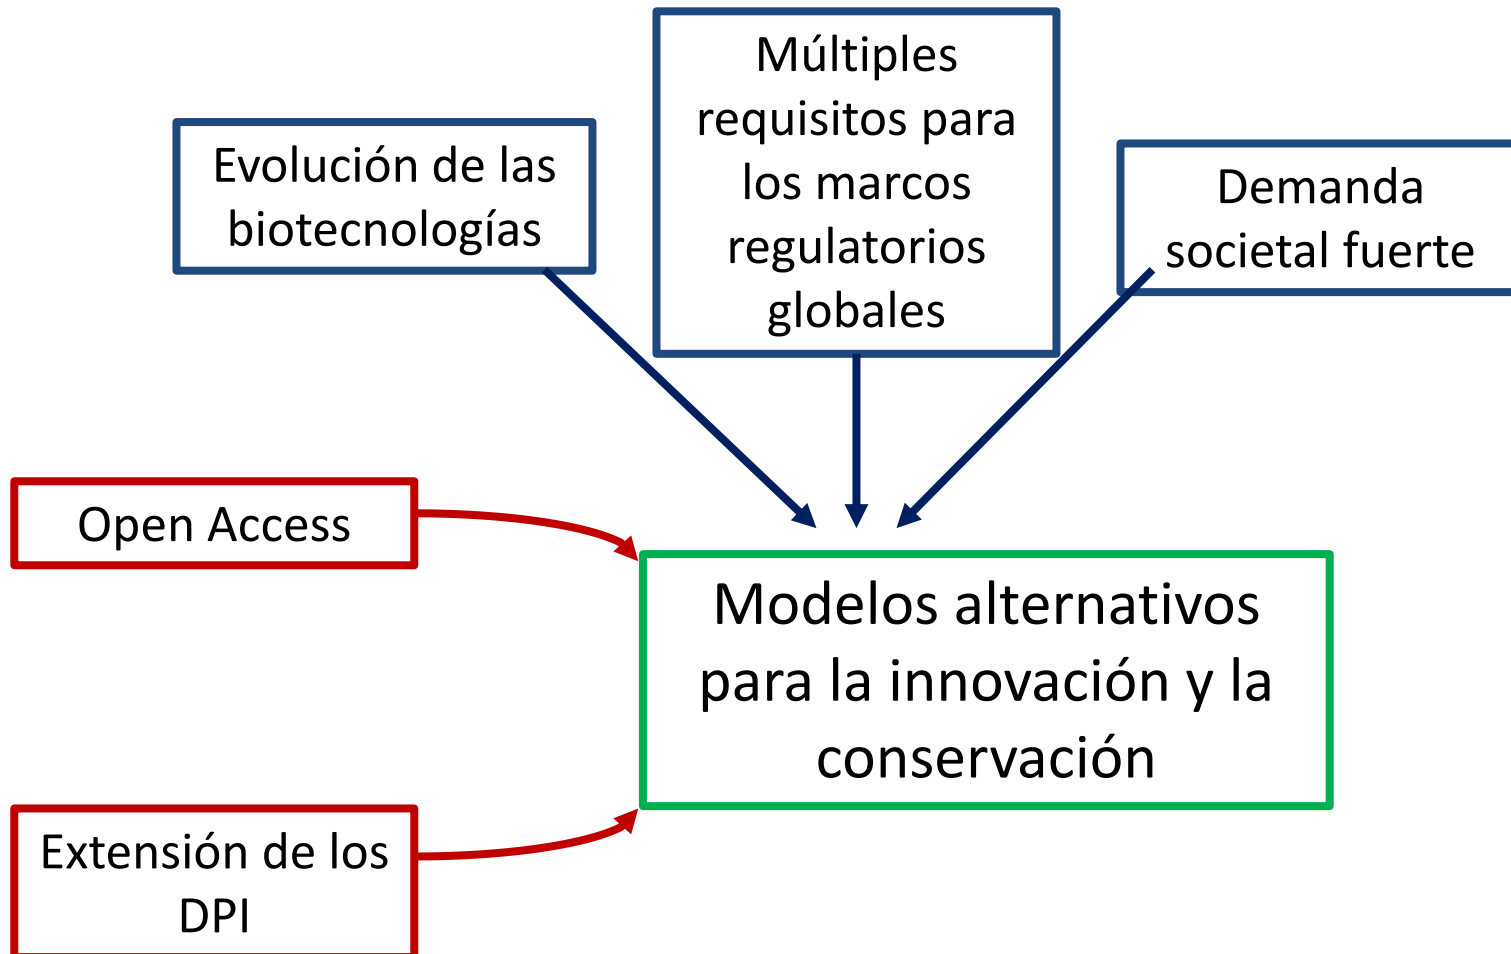 Múltiples
requisitos para
los marcos
regulatorios
globales
Evolución de las
biotecnologías
Demanda
societal fuerte
Open Access
Modelos alternativos
para la innovación y la
conservación
Extensión de los
DPI